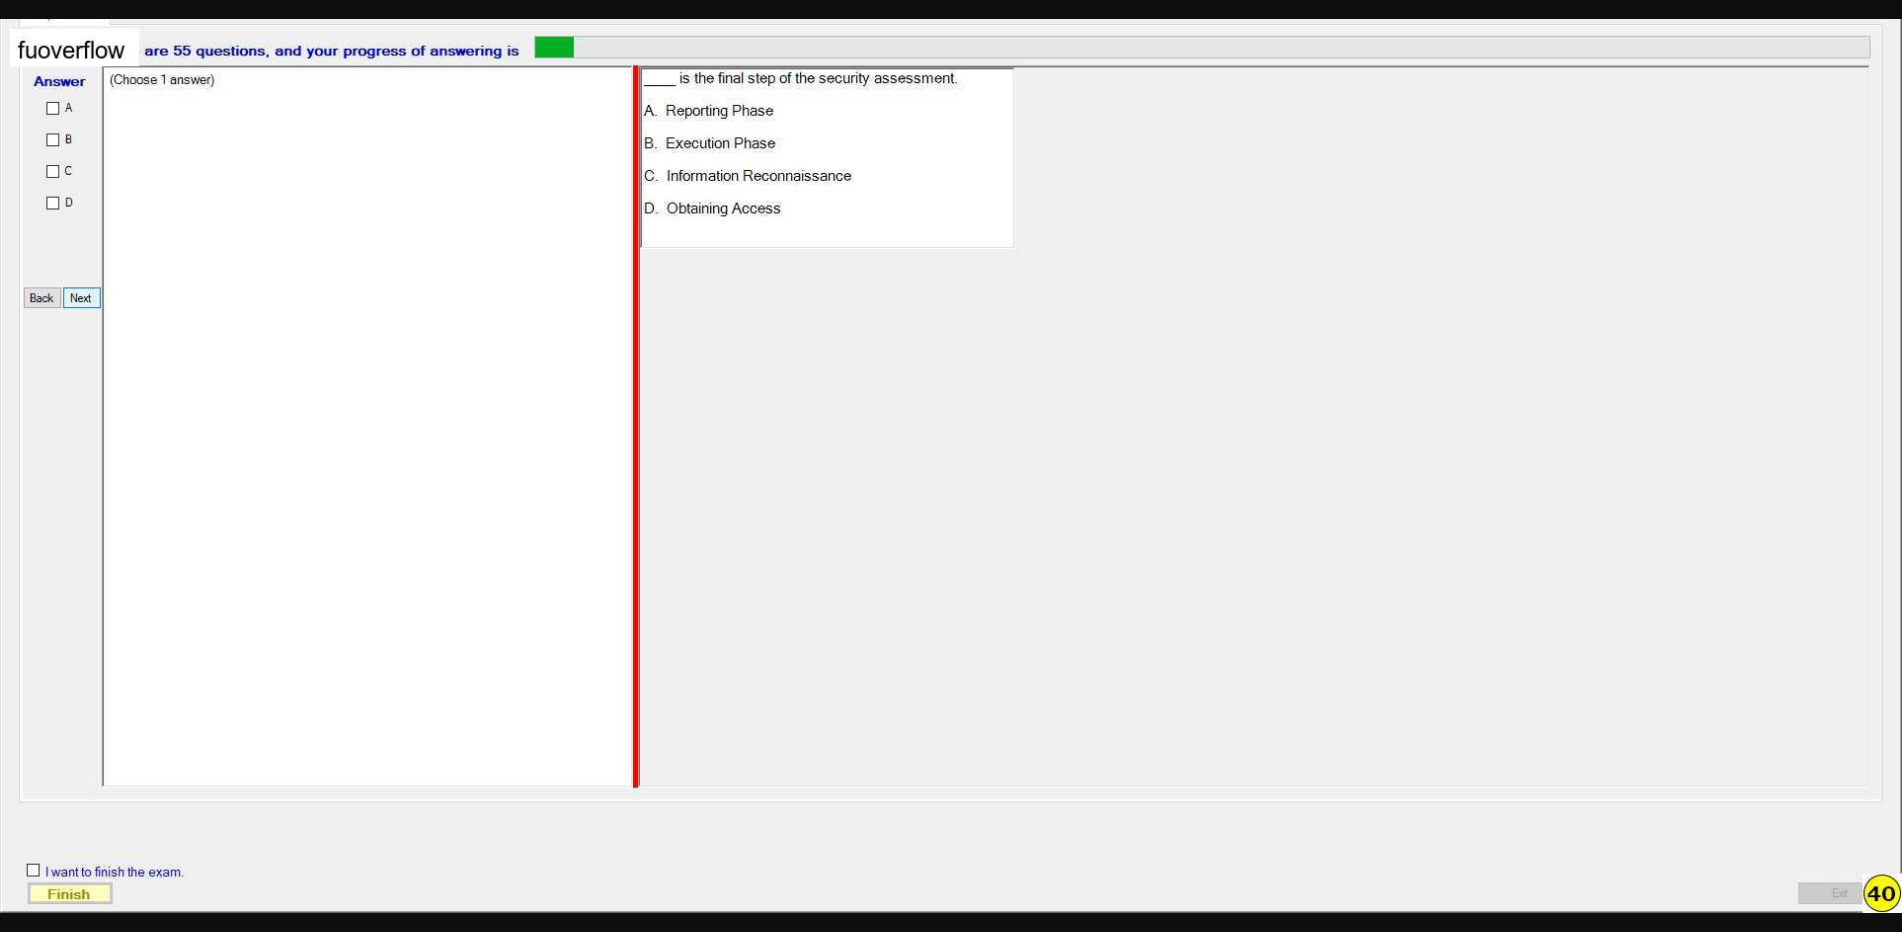 fuoverflow are 55 questions, and your progress of answering is
Answer
(Choose 1 answer)
A
B
C
D
Back Next
____ is the final step of the security assessment.
A. Reporting Phase
B. Execution Phase
C. Information Reconnaissance
D. Obtaining Access
I want to finish the exam.
Finish
Exit
40